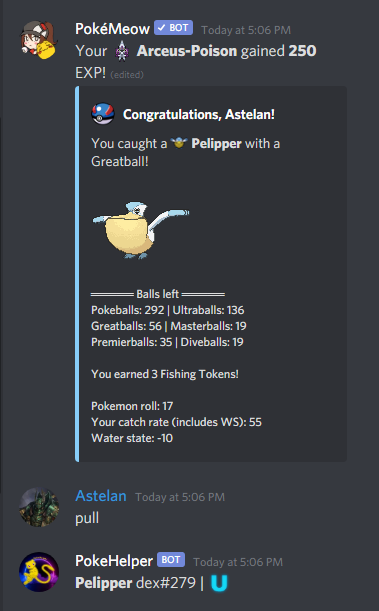 PokéMeow ✓ BOT Today at 5:06 PM
Your Arceus-Poison gained 250
EXP! (edited)
Congratulations, Astelan!
You caught a Pelipper with a
Greatball!
══════ Balls left ══════
Pokeballs: 292 | Ultraballs: 136
Greatballs: 56 | Masterballs: 19
Premierballs: 35 | Diveballs: 19
You earned 3 Fishing Tokens!
Pokemon roll: 17
Your catch rate (includes WS): 55
Water state: -10
Astelan Today at 5:06 PM
pull
PokeHelper BOT Today at 5:06 PM
Pelipper dex#279 | U